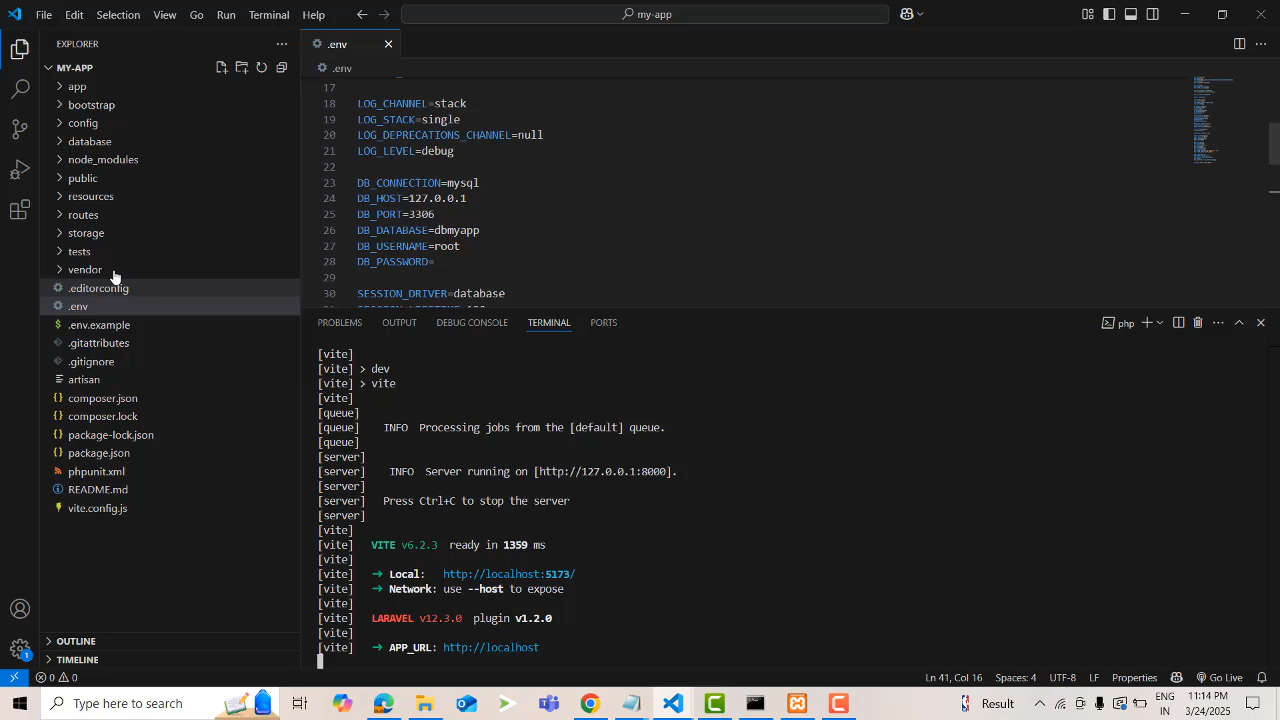 File Edit Selection View Go Run Terminal Help
my-app
EXPLORER
MY-APP
app
bootstrap
config
database
node_modules
public
resources
routes
storage
tests
vendor
.editorconfig
.env
.env.example
.gitattributes
.gitignore
artisan
composer.json
composer.lock
package-lock.json
package.json
phpunit.xml
README.md
vite.config.js
OUTLINE
TIMELINE
.env
.env
17
18 LOG_CHANNEL=stack
19 LOG_STACK=single
20 LOG_DEPRECATIONS_CHANNEL=null
21 LOG_LEVEL=debug
22
23 DB_CONNECTION=mysql
24 DB_HOST=127.0.0.1
25 DB_PORT=3306
26 DB_DATABASE=dbmyapp
27 DB_USERNAME=root
28 DB_PASSWORD=
29
30 SESSION_DRIVER=database
PROBLEMS OUTPUT DEBUG CONSOLE TERMINAL PORTS
php
[vite]
[vite] > dev
[vite] > vite
[vite]
[queue]
[queue] INFO Processing jobs from the [default] queue.
[queue]
[server]
[server] INFO Server running on [http://127.0.0.1:8000].
[server]
[server] Press Ctrl+C to stop the server
[server]
[vite]
[vite] VITE v6.2.3 ready in 1359 ms
[vite]
[vite] ➜ Local: http://localhost:5173/
[vite] ➜ Network: use --host to expose
[vite]
[vite] LARAVEL v12.3.0 plugin v1.2.0
[vite]
[vite] ➜ APP_URL: http://localhost
1
0 0
Ln 41, Col 16 Spaces: 4 UTF-8 LF Properties Go Live
Type here to search
Result
ENG
IN
11:14 PM
3/24/2025